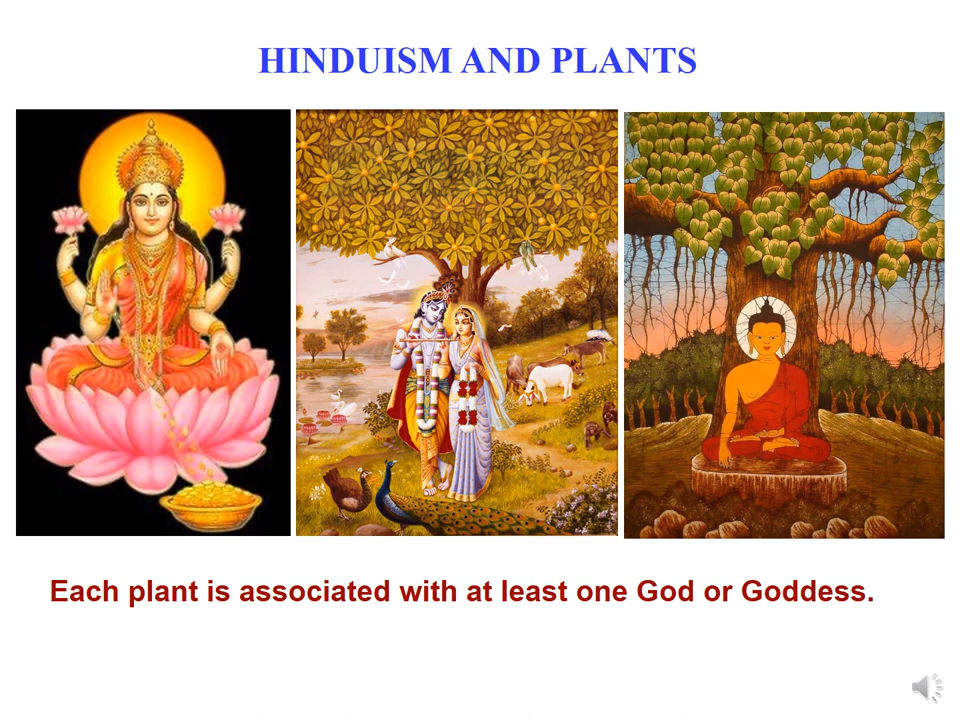 HINDUISM AND PLANTS
Each plant is associated with at least one God or Goddess.